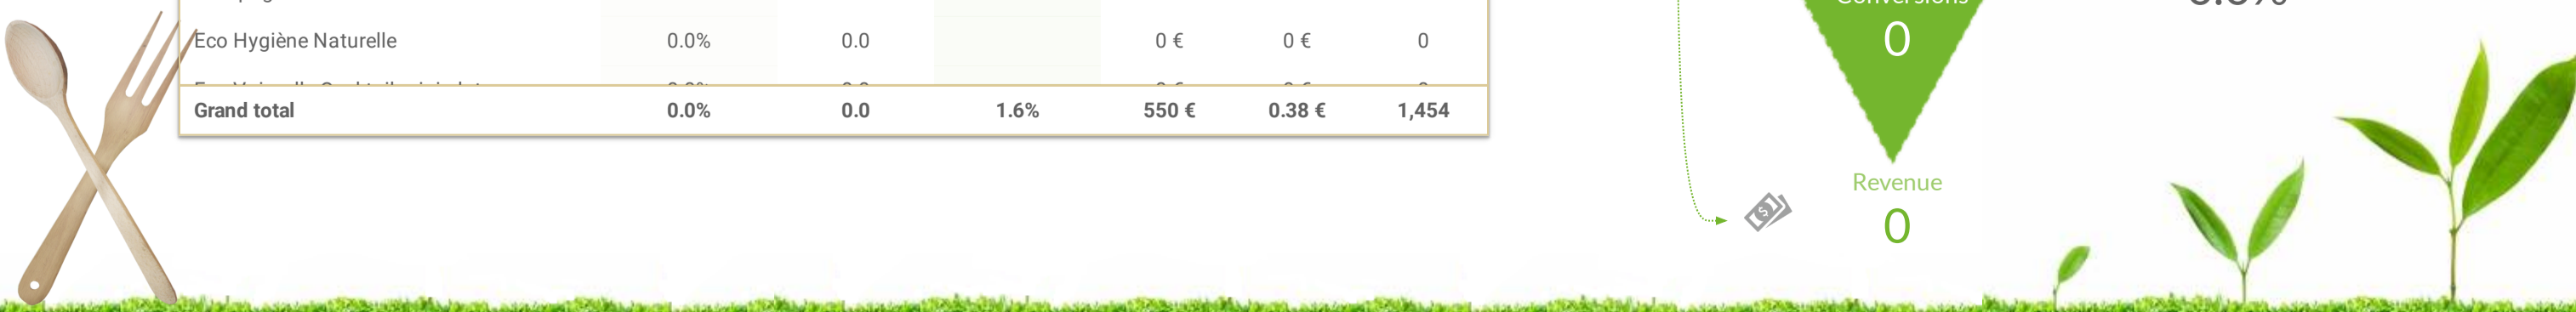 Eco Hygiène Naturelle 0.0% 0.0 0 € 0 € 0
Grand total 0.0% 0.0 1.6% 550 € 0.38 € 1,454
Conversions
0
Revenue
0